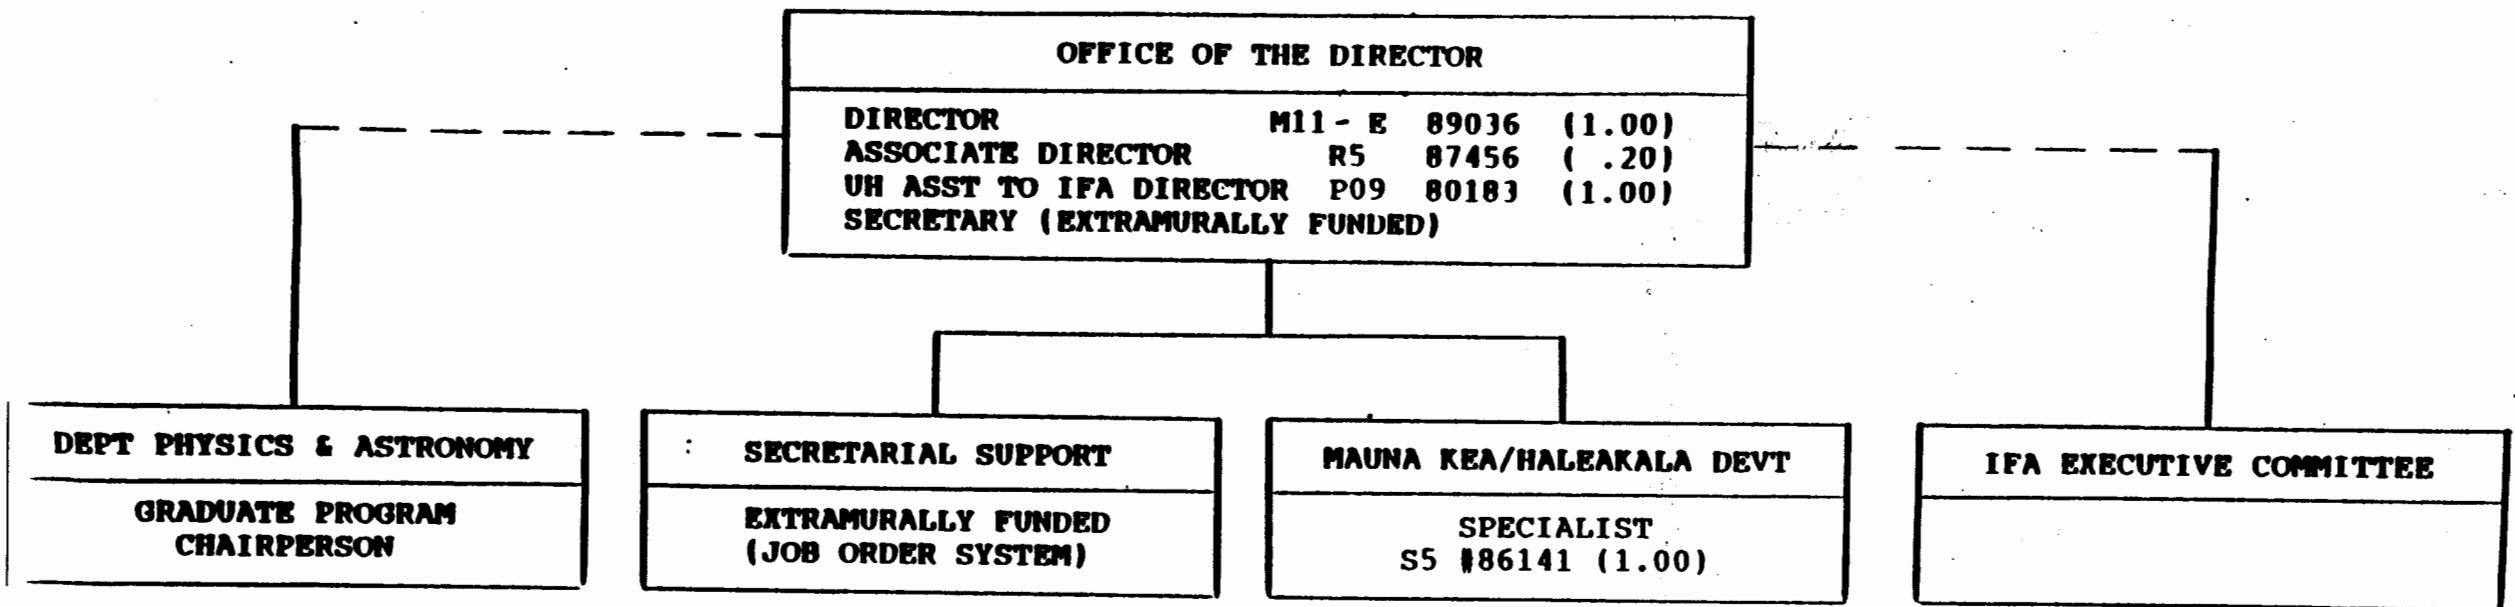 OFFICE OF THE DIRECTOR
DIRECTOR M11- E 89036 (1.00)
ASSOCIATE DIRECTOR R5 87456 ( .20)
UH ASST TO IFA DIRECTOR P09 80183 (1.00)
SECRETARY (EXTRAMURALLY FUNDED)
DEPT PHYSICS & ASTRONOMY
GRADUATE PROGRAM
CHAIRPERSON
SECRETARIAL SUPPORT
EXTRAMURALLY FUNDED
(JOB ORDER SYSTEM)
MAUNA KEA/HALEAKALA DEVT
SPECIALIST
S5 #86141 (1.00)
IFA EXECUTIVE COMMITTEE